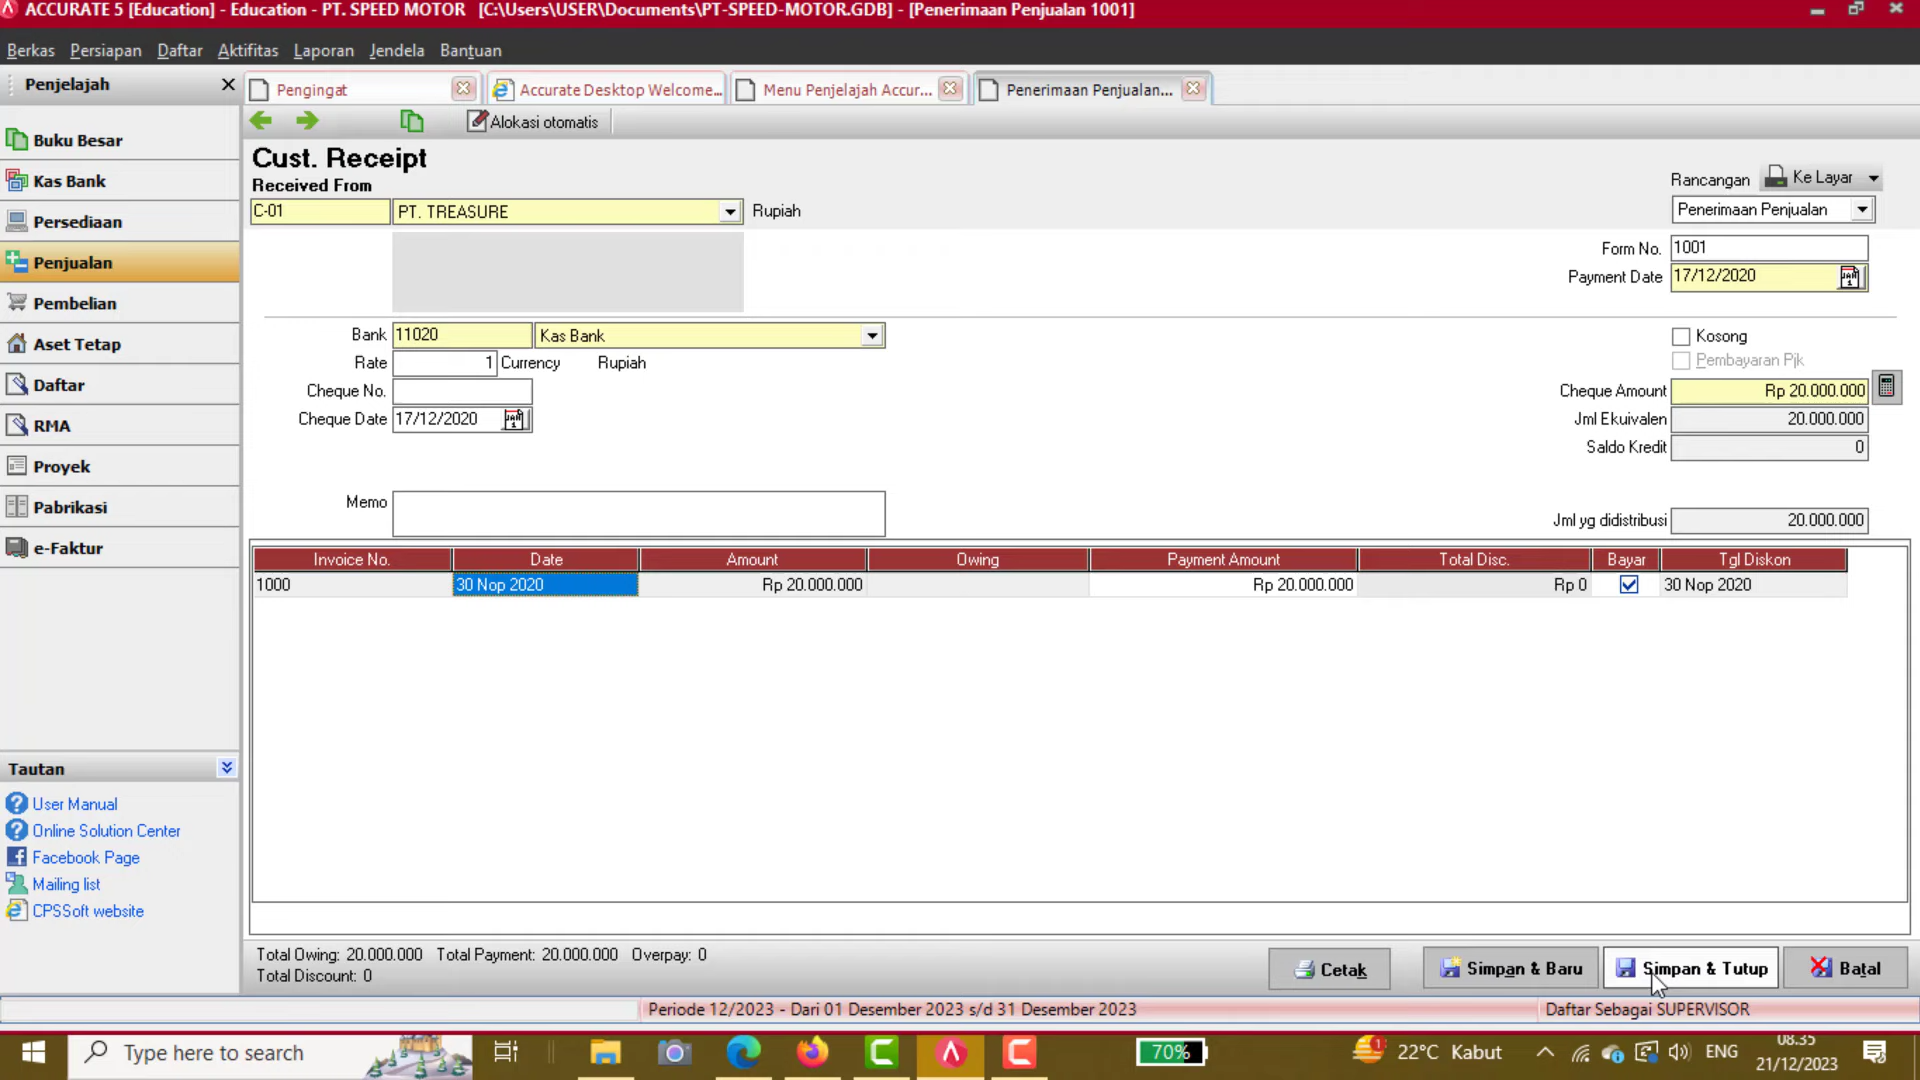 ACCURATE 5 [Education] - Education - PT. SPEED MOTOR [C:\Users\USER\Documents\PT-SPEED-MOTOR.GDB] - [Penerimaan Penjualan 1001]
Berkas Persiapan Daftar Aktifitas Laporan Jendela Bantuan
Penjelajah
Pengingat
Accurate Desktop Welcome...
Menu Penjelajah Accur...
Penerimaan Penjualan...
Alokasi otomatis
Buku Besar
Kas Bank
Persediaan
Penjualan
Pembelian
Aset Tetap
Daftar
RMA
Proyek
Pabrikasi
e-Faktur
Tautan
User Manual
Online Solution Center
Facebook Page
Mailing list
CPSSoft website
Cust. Receipt
Received From
C-01 PT. TREASURE Rupiah
Rancangan Ke Layar
Penerimaan Penjualan
Form No. 1001
Payment Date 17/12/2020
Bank 11020 Kas Bank
Rate 1 Currency Rupiah
Cheque No.
Cheque Date 17/12/2020
Memo
Kosong
Pembayaran Pjk
Cheque Amount Rp 20.000.000
Jml Ekuivalen 20.000.000
Saldo Kredit 0
Jml yg didistribusi 20.000.000
Invoice No. Date Amount Owing Payment Amount Total Disc. Bayar Tgl Diskon
1000 30 Nop 2020 Rp 20.000.000 Rp 20.000.000 Rp 0 30 Nop 2020
Total Owing: 20.000.000 Total Payment: 20.000.000 Overpay: 0
Total Discount: 0
Cetak Simpan & Baru Simpan & Tutup Batal
Periode 12/2023 - Dari 01 Desember 2023 s/d 31 Desember 2023 Daftar Sebagai SUPERVISOR
Type here to search 70% 22°C Kabut ENG 08.35
21/12/2023